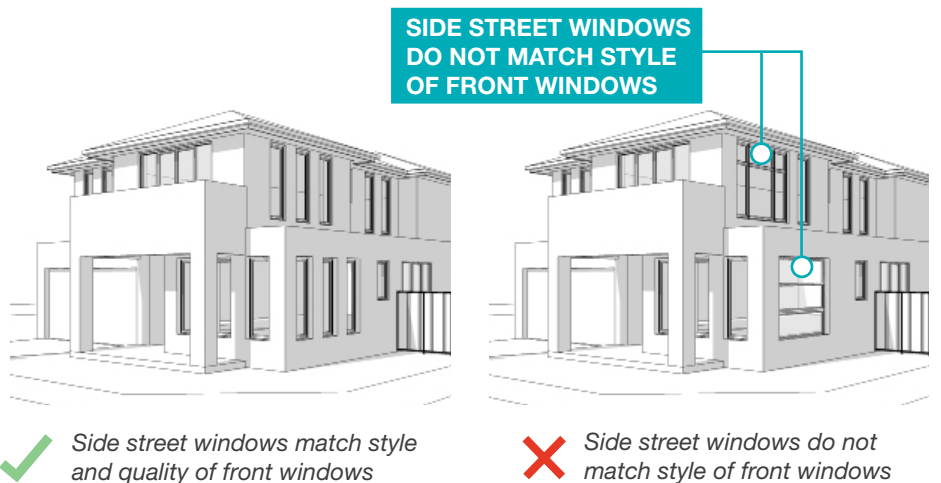 SIDE STREET WINDOWS
DO NOT MATCH STYLE
OF FRONT WINDOWS
Side street windows match style
and quality of front windows
Side street windows do not
match style of front windows